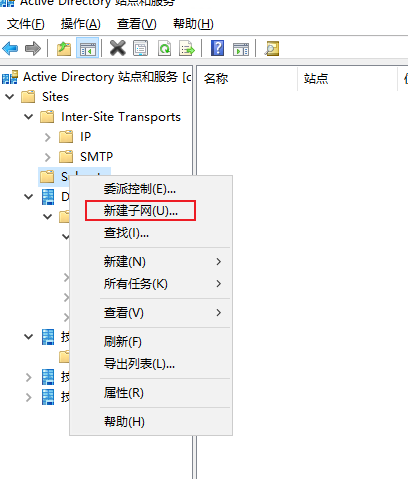 Active Directory 站点和服务
文件(F) 操作(A) 查看(V) 帮助(H)
Active Directory 站点和服务 [c
名称 站点
Sites
Inter-Site Transports
IP
SMTP
D
技
技
技
委派控制(E)...
新建子网(U)...
查找(I)...
新建(N)
所有任务(K)
查看(V)
刷新(F)
导出列表(L)...
属性(R)
帮助(H)